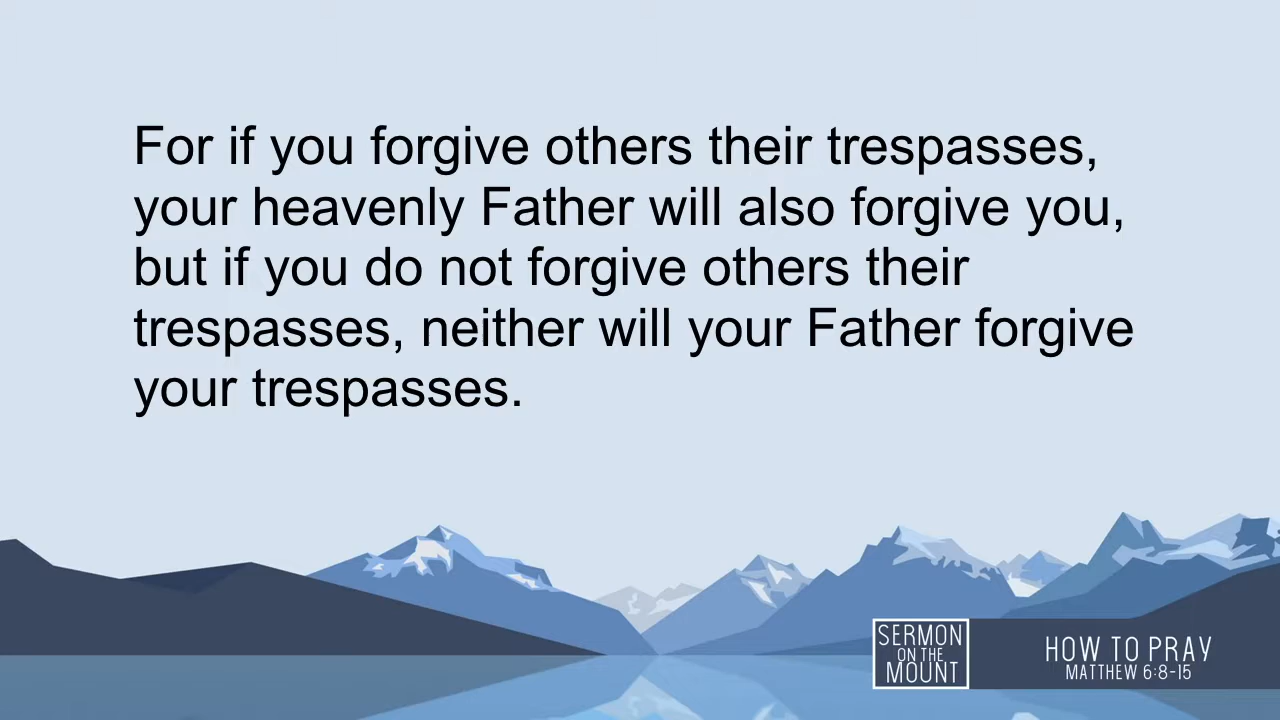 For if you forgive others their trespasses,
your heavenly Father will also forgive you,
but if you do not forgive others their
trespasses, neither will your Father forgive
your trespasses.
SERMON
ON THE
MOUNT
HOW TO PRAY
MATTHEW 6:8-15